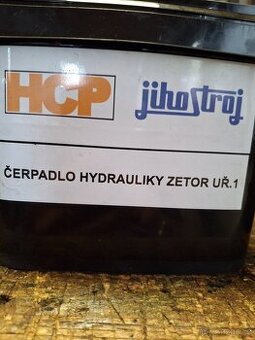 HCP jihostroj
ČERPADLO HYDRAULIKY ZETOR UŘ.1